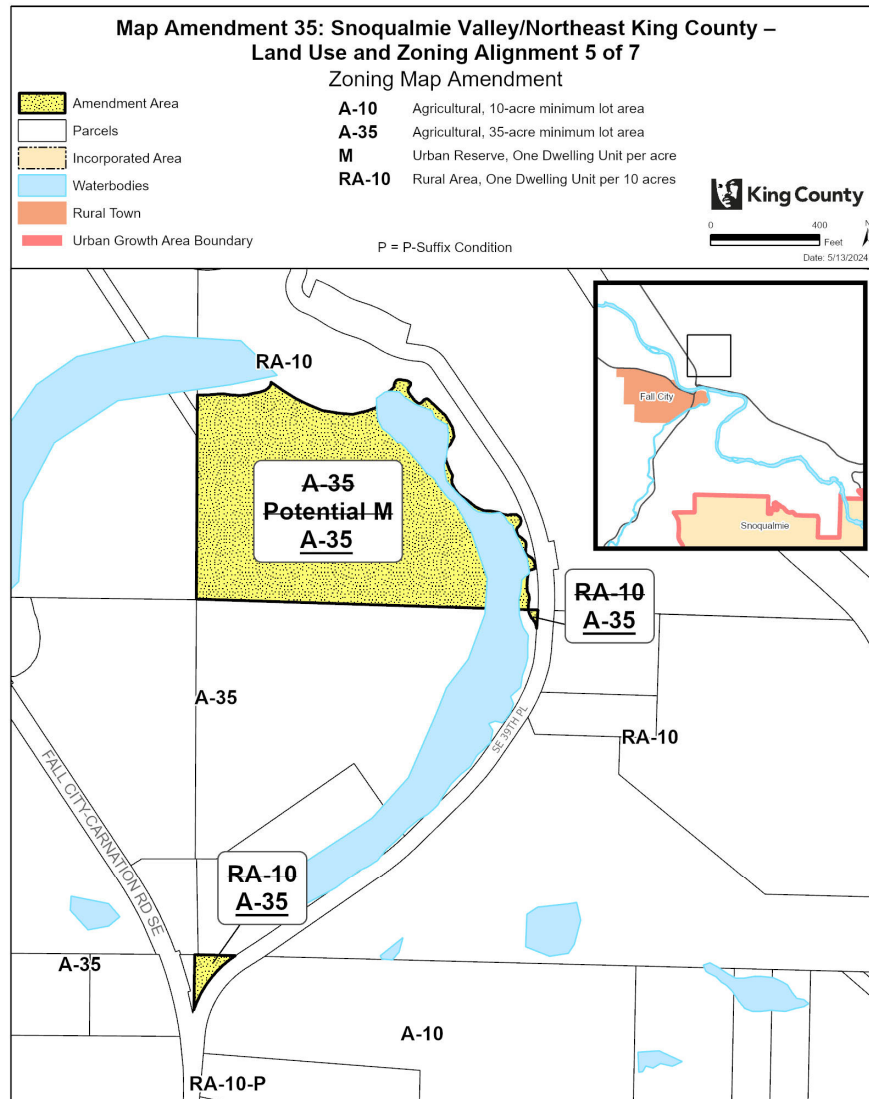 Map Amendment 35: Snoqualmie Valley/Northeast King County –
Land Use and Zoning Alignment 5 of 7
Zoning Map Amendment
Amendment Area
Parcels
Incorporated Area
Waterbodies
Rural Town
Urban Growth Area Boundary
A-10 Agricultural, 10-acre minimum lot area
A-35 Agricultural, 35-acre minimum lot area
M Urban Reserve, One Dwelling Unit per acre
RA-10 Rural Area, One Dwelling Unit per 10 acres
P = P-Suffix Condition
King County
0 400
Feet
N
Date: 5/13/2024
Fall City
Snoqualmie
RA-10
A-35
Potential M
A-35
RA-10
A-35
A-35
SE 39TH PL
RA-10
FALL CITY-CARNATION RD SE
RA-10
A-35
A-35
A-10
RA-10-P